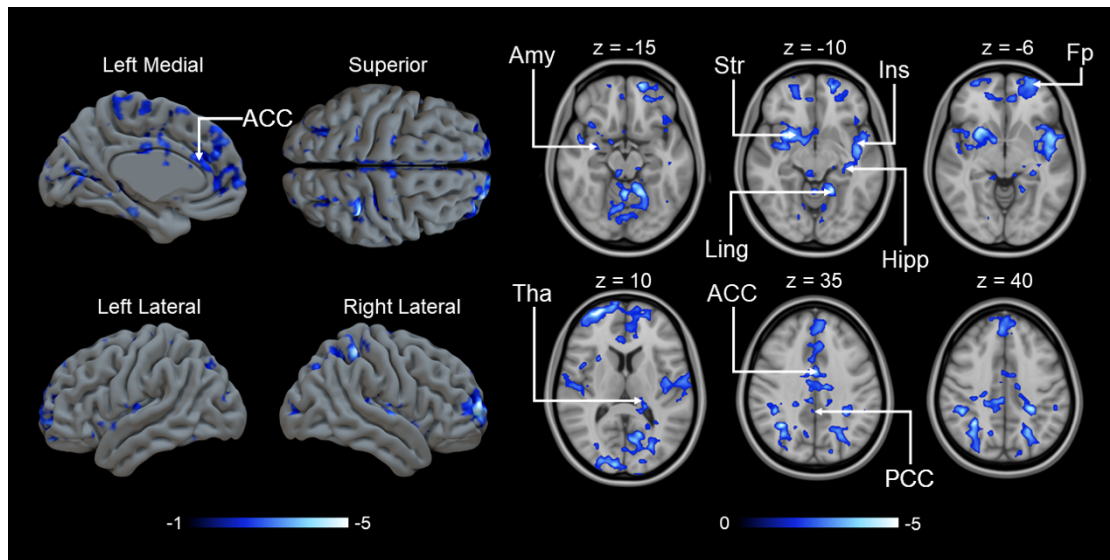 Left Medial
Superior
ACC
Left Lateral
Right Lateral
-1
-5
Amy
z = -15
Str
z = -10
Ins
z = -6
Fp
Ling
Hipp
Tha
z = 10
ACC
z = 35
z = 40
PCC
0
-5